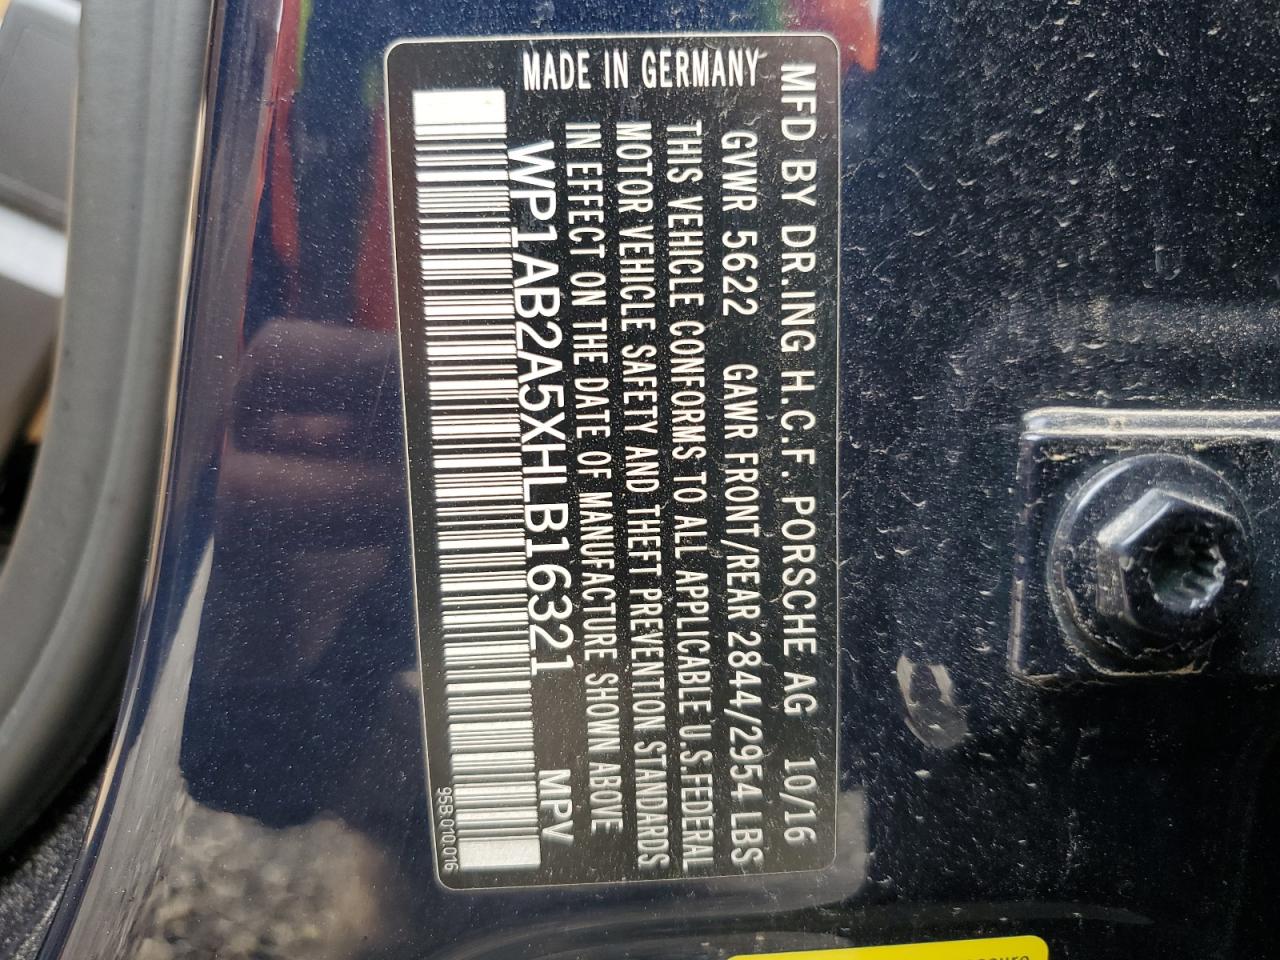 MFD BY DR.ING H.C.F. PORSCHE AG 10/16
GVWR 5622 GAWR FRONT/REAR 2844/2954 LBS
THIS VEHICLE CONFORMS TO ALL APPLICABLE U.S.FEDERAL
MOTOR VEHICLE SAFETY AND THEFT PREVENTION STANDARDS
IN EFFECT ON THE DATE OF MANUFACTURE SHOWN ABOVE
WP1AB2A5XHLB16321 MPV
MADE IN GERMANY
95B.010.016